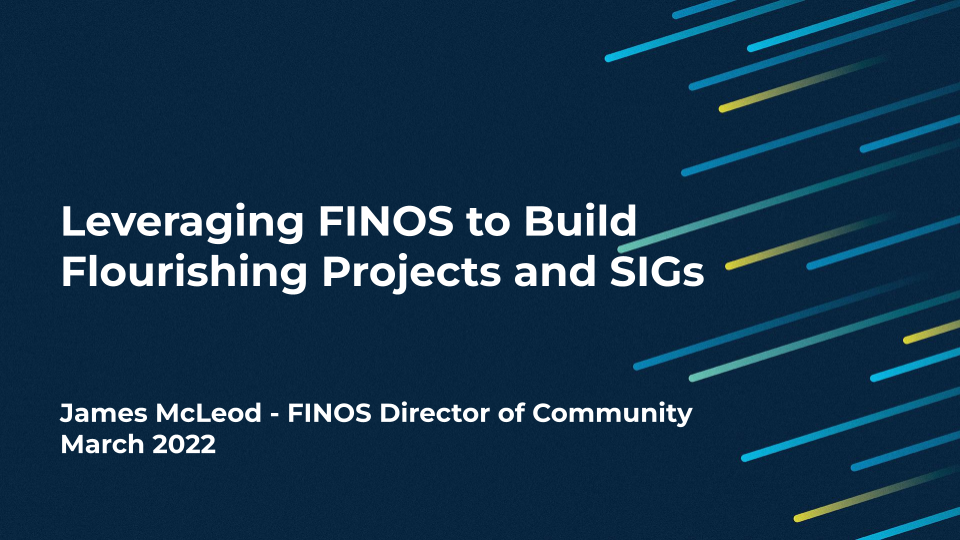 Leveraging FINOS to Build
Flourishing Projects and SIGs
James McLeod - FINOS Director of Community
March 2022